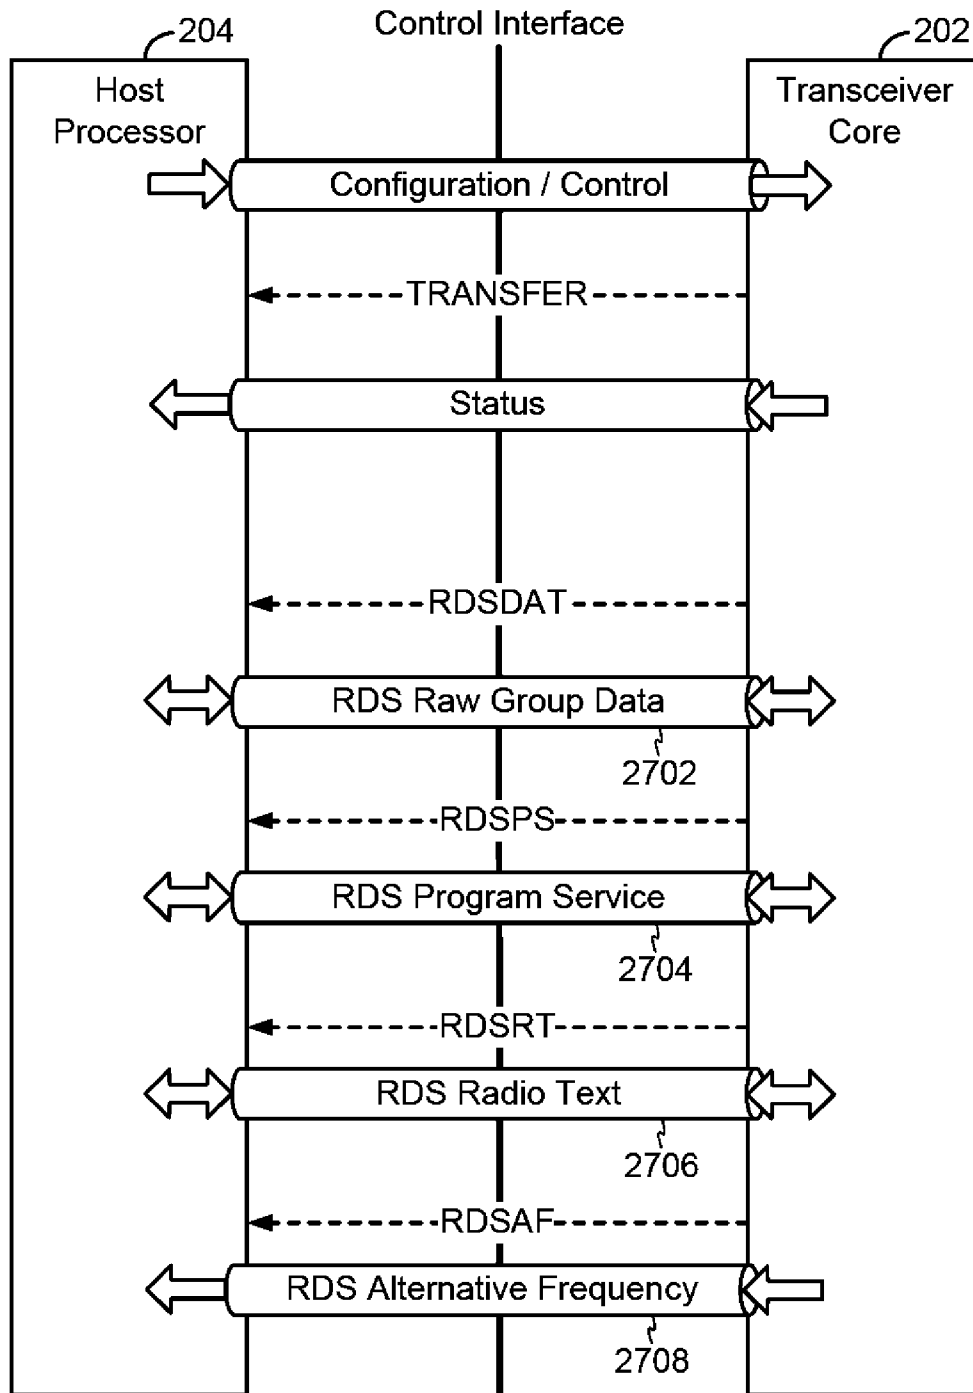 Control Interface
204
202
Host
Processor
Transceiver
Core
Configuration / Control
TRANSFER
Status
RDSDAT
RDS Raw Group Data
2702
RDSPS
RDS Program Service
2704
RDSRT
RDS Radio Text
2706
RDSAF
RDS Alternative Frequency
2708